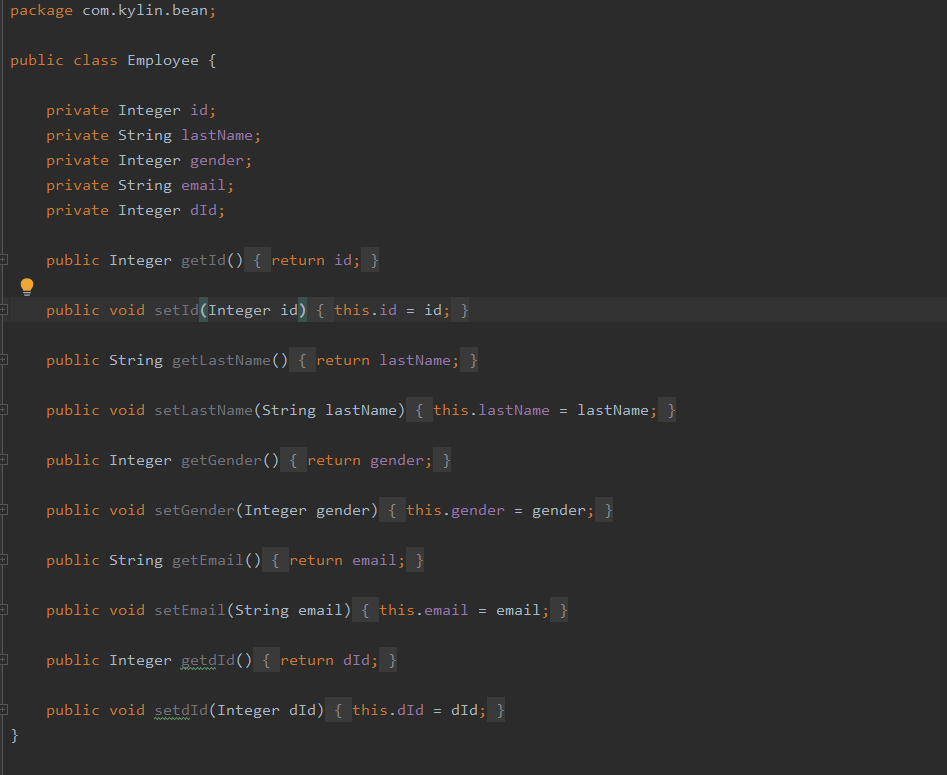 package com.kylin.bean;
public class Employee {
private Integer id;
private String lastName;
private Integer gender;
private String email;
private Integer dId;
public Integer getId() { return id; }
public void setId(Integer id) { this.id = id; }
public String getLastName() { return lastName; }
public void setLastName(String lastName) { this.lastName = lastName; }
public Integer getGender() { return gender; }
public void setGender(Integer gender) { this.gender = gender; }
public String getEmail() { return email; }
public void setEmail(String email) { this.email = email; }
public Integer getdId() { return dId; }
public void setdId(Integer dId) { this.dId = dId; }
}